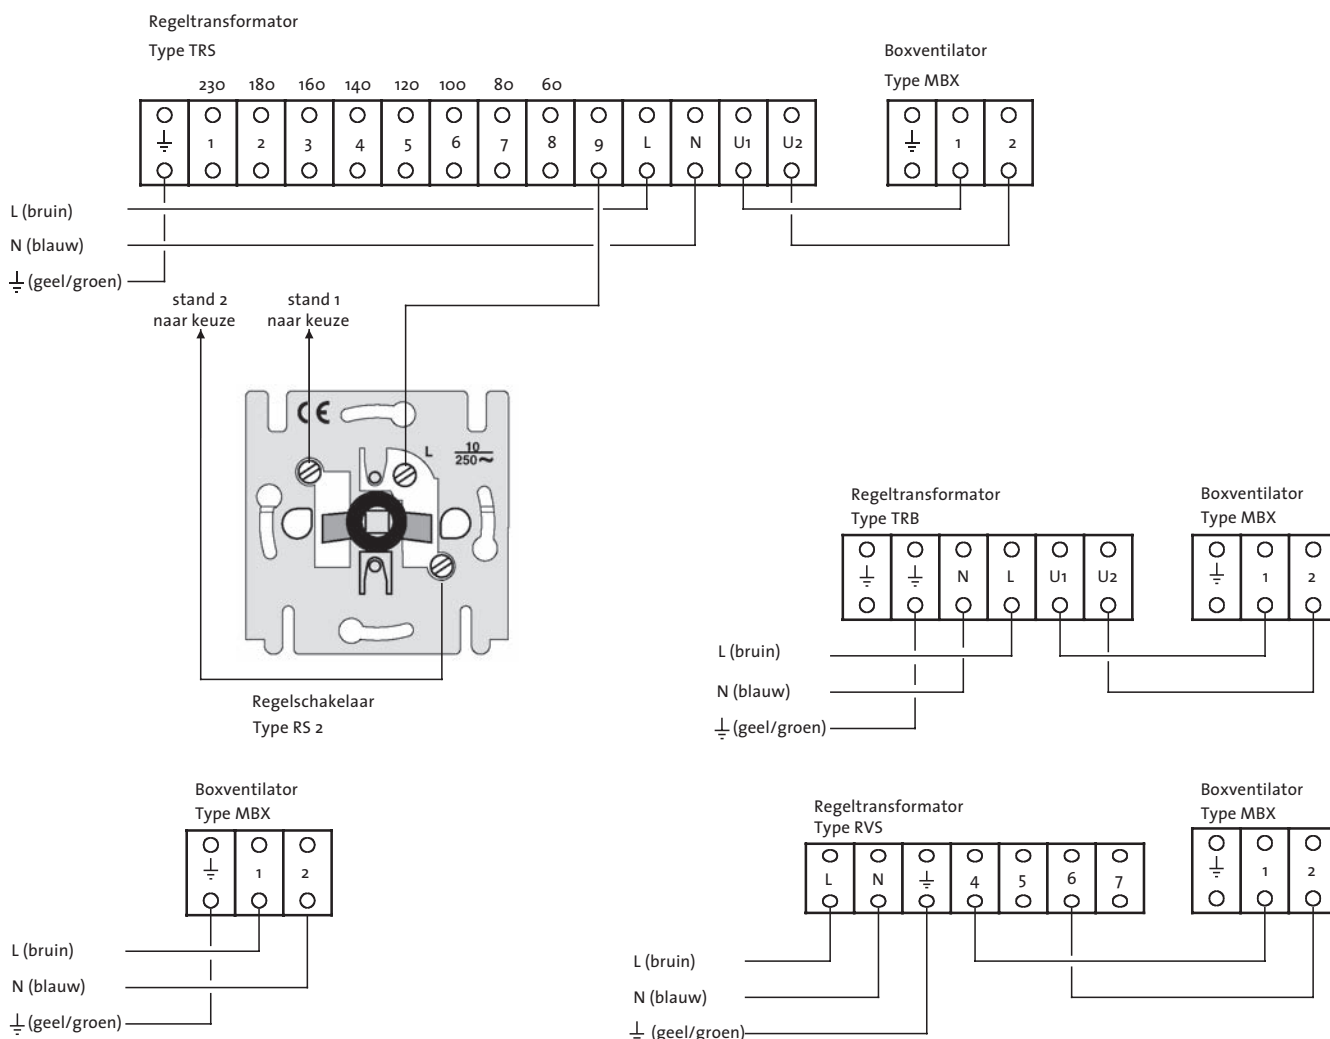 Regeltransformator
Type TRS
Boxventilator
Type MBX
230 180 160 140 120 100 80 60
1 2 3 4 5 6 7 8 9 L N U1 U2
1 2
L (bruin)
N (blauw)
(geel/groen)
stand 2
naar keuze
stand 1
naar keuze
CE
L
10
250~
Regelschakelaar
Type RS 2
Regeltransformator
Type TRB
Boxventilator
Type MBX
N L U1 U2
1 2
L (bruin)
N (blauw)
(geel/groen)
Boxventilator
Type MBX
1 2
L (bruin)
N (blauw)
(geel/groen)
Regeltransformator
Type RVS
Boxventilator
Type MBX
L N 4 5 6 7
1 2
L (bruin)
N (blauw)
(geel/groen)